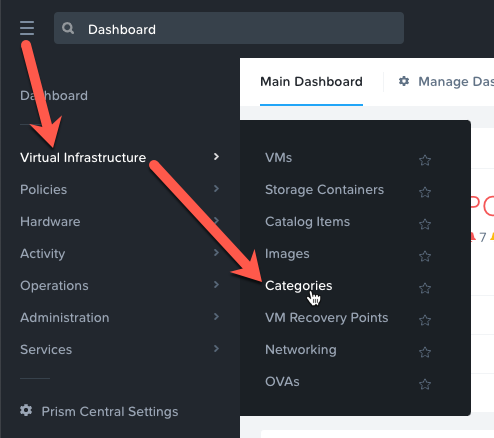 Dashboard
Main Dashboard
Manage Das
Dashboard
Virtual Infrastructure
Policies
Hardware
Activity
Operations
Administration
Services
Prism Central Settings
VMs
Storage Containers
Catalog Items
Images
Categories
VM Recovery Points
Networking
OVAs
7